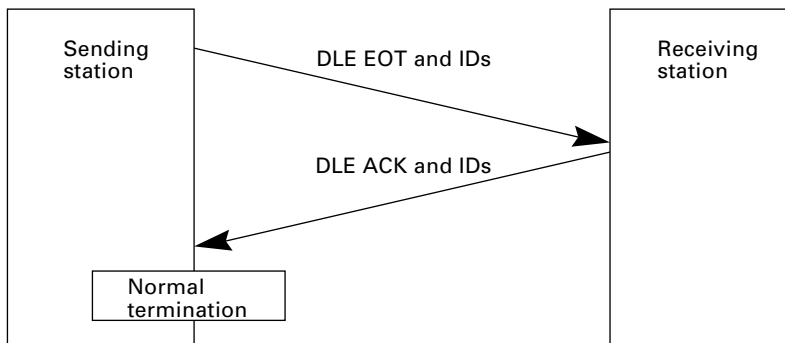 Sending
station
DLE EOT and IDs
Receiving
station
DLE ACK and IDs
Normal
termination